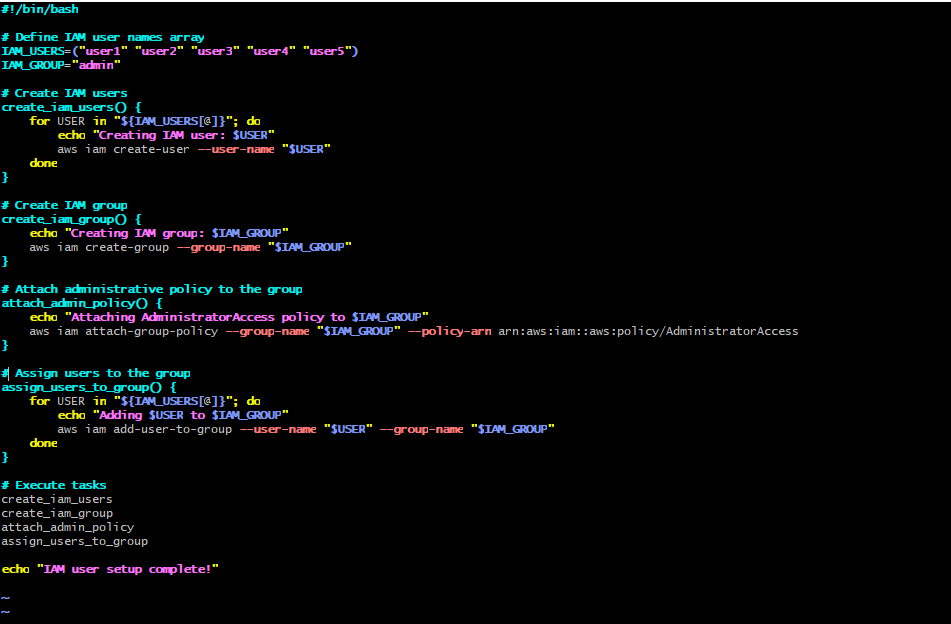 #!/bin/bash

# Define IAM user names array
IAM_USERS=("user1" "user2" "user3" "user4" "user5")
IAM_GROUP="admin"

# Create IAM users
create_iam_users() {
    for USER in "${IAM_USERS[@]}"; do
        echo "Creating IAM user: $USER"
        aws iam create-user --user-name "$USER"
    done
}

# Create IAM group
create_iam_group() {
    echo "Creating IAM group: $IAM_GROUP"
    aws iam create-group --group-name "$IAM_GROUP"
}

# Attach administrative policy to the group
attach_admin_policy() {
    echo "Attaching AdministratorAccess policy to $IAM_GROUP"
    aws iam attach-group-policy --group-name "$IAM_GROUP" --policy-arn arn:aws:iam::aws:policy/AdministratorAccess
}

# Assign users to the group
assign_users_to_group() {
    for USER in "${IAM_USERS[@]}"; do
        echo "Adding $USER to $IAM_GROUP"
        aws iam add-user-to-group --user-name "$USER" --group-name "$IAM_GROUP"
    done
}

# Execute tasks
create_iam_users
create_iam_group
attach_admin_policy
assign_users_to_group

echo "IAM user setup complete!"

~
~